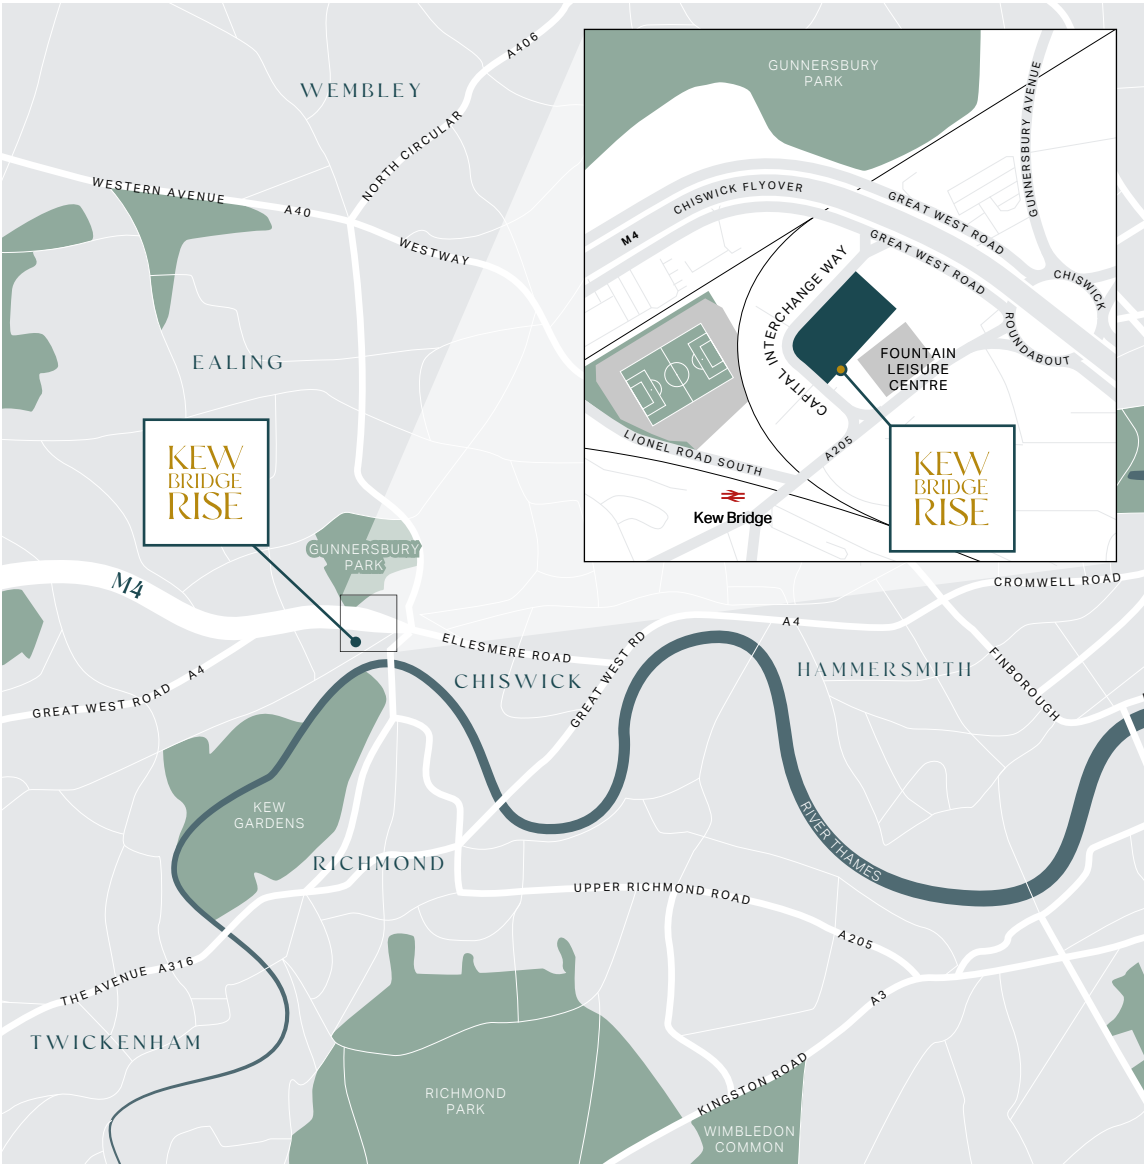 A406
WEMBLEY
NORTH CIRCULAR
WESTERN AVENUE
A40
WESTWAY
EALING
KEW
BRIDGE
RISE
GUNNERSBURY
PARK
M4
GREAT WEST ROAD
A4
ELLESMERE ROAD
CHISWICK
GREAT WEST RD
A4
HAMMERSMITH
CROMWELL ROAD
FINBOROUGH
KEW
GARDENS
RICHMOND
RIVER THAMES
UPPER RICHMOND ROAD
A205
A3
THE AVENUE
A316
TWICKENHAM
RICHMOND
PARK
KINGSTON ROAD
WIMBLEDON
COMMON
GUNNERSBURY
PARK
GUNNERSBURY AVENUE
CHISWICK FLYOVER
M4
GREAT WEST ROAD
GREAT WEST ROAD
CHISWICK
ROUNDABOUT
CAPITAL INTERCHANGE WAY
FOUNTAIN
LEISURE
CENTRE
LIONEL ROAD SOUTH
A205
Kew Bridge
KEW
BRIDGE
RISE